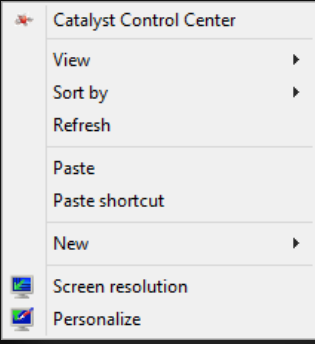 Catalyst Control Center
View
Sort by
Refresh
Paste
Paste shortcut
New
Screen resolution
Personalize